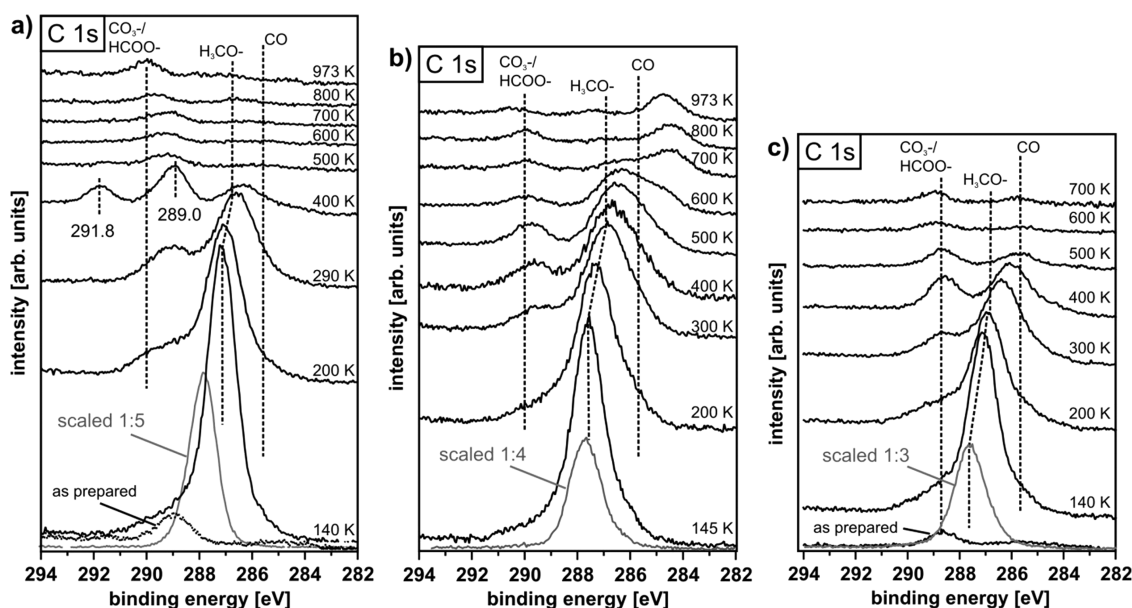 a)
C 1s
CO₃-/
HCOO-
H₃CO-
CO
973 K
800 K
700 K
600 K
500 K
400 K
291.8
289.0
290 K
200 K
scaled 1:5
as prepared
140 K
intensity [arb. units]
294 292 290 288 286 284 282
binding energy [eV]
b)
C 1s
CO₃-/
HCOO-
H₃CO-
CO
973 K
800 K
700 K
600 K
500 K
400 K
300 K
200 K
scaled 1:4
145 K
intensity [arb. units]
294 292 290 288 286 284 282
binding energy [eV]
c)
C 1s
CO₃-/
HCOO-
H₃CO-
CO
700 K
600 K
500 K
400 K
300 K
200 K
scaled 1:3
140 K
as prepared
intensity [arb. units]
294 292 290 288 286 284 282
binding energy [eV]